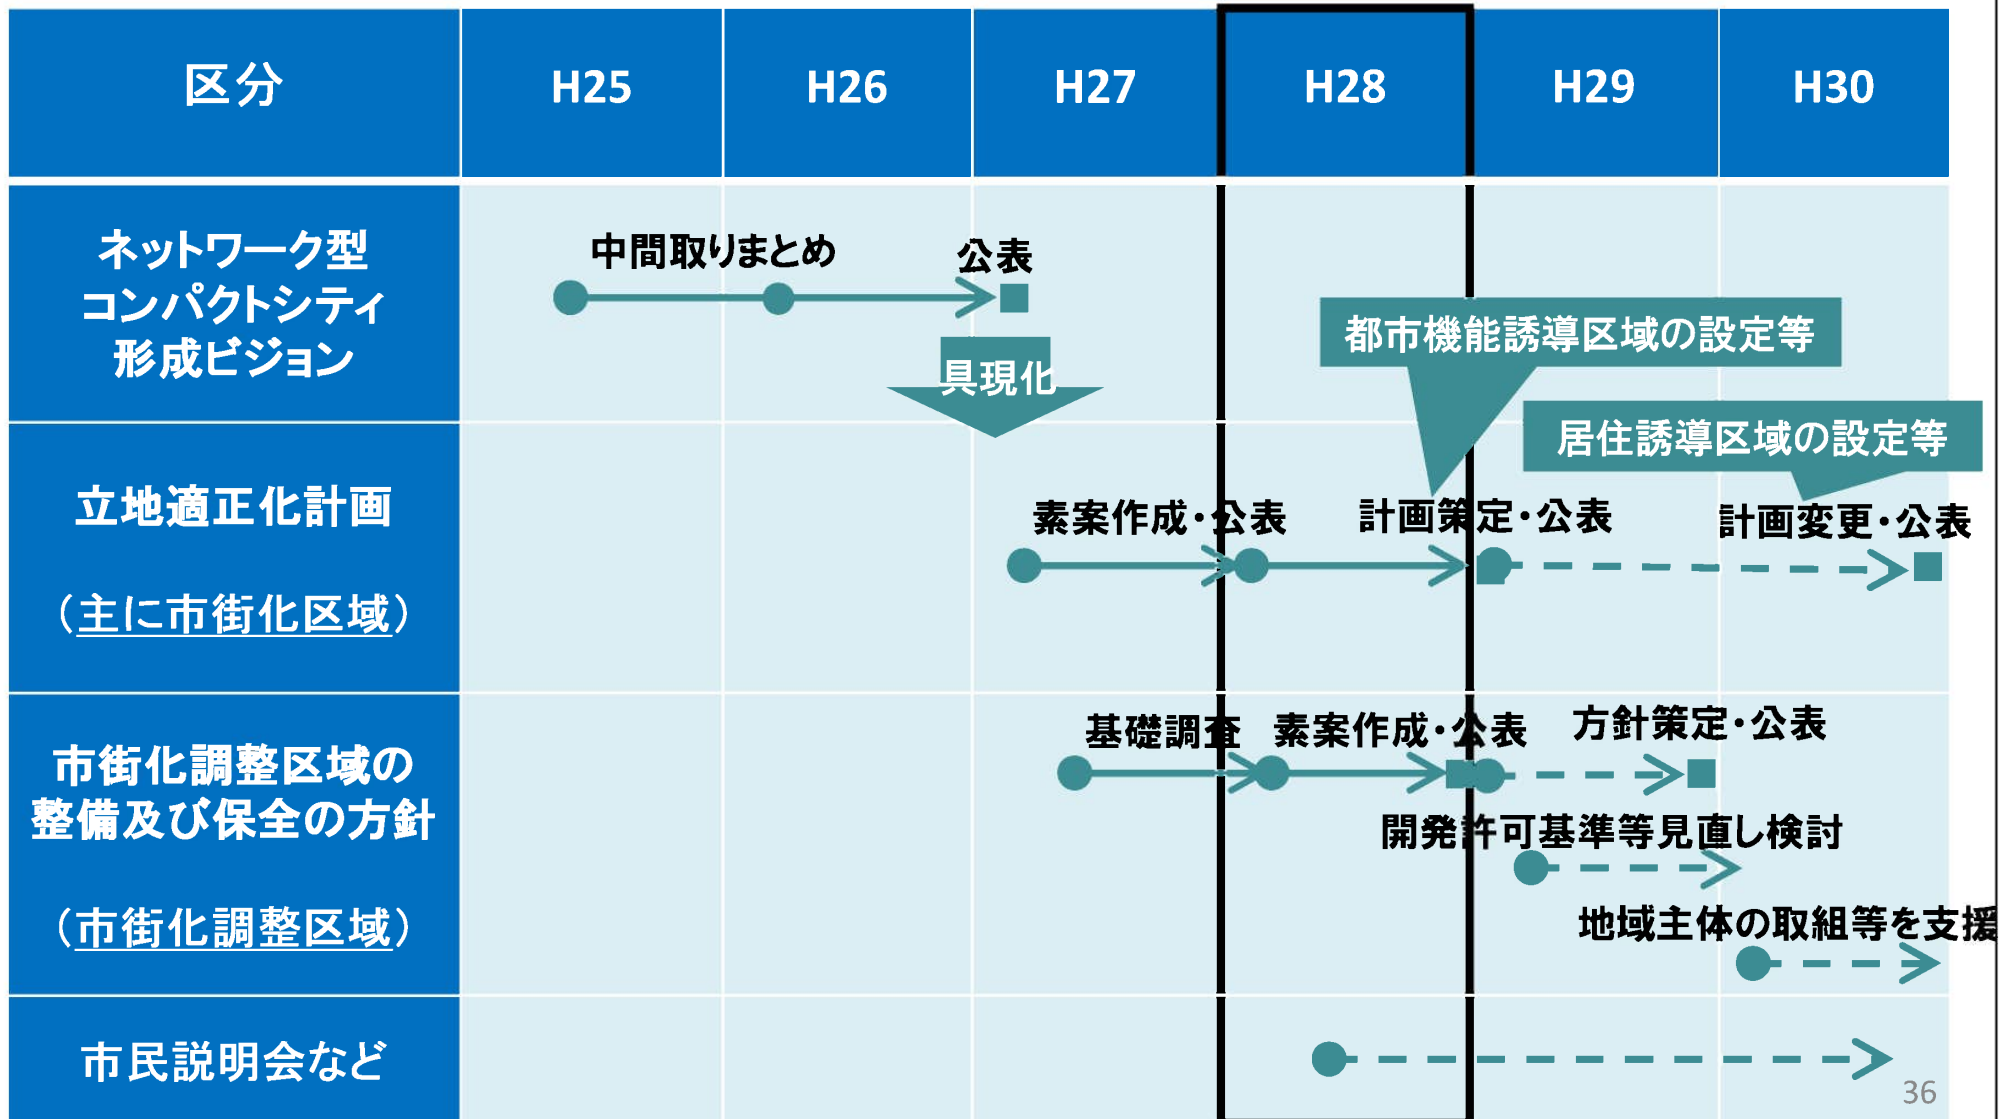 区分
H25
H26
H27
H28
H29
H30
ネットワーク型
コンパクトシティ
形成ビジョン
中間取りまとめ
公表
具現化
都市機能誘導区域の設定等
居住誘導区域の設定等
立地適正化計画
（主に市街化区域）
素案作成・公表
計画策定・公表
計画変更・公表
市街化調整区域の
整備及び保全の方針
（市街化調整区域）
基礎調査
素案作成・公表
方針策定・公表
開発許可基準等見直し検討
地域主体の取組等を支援
市民説明会など
36